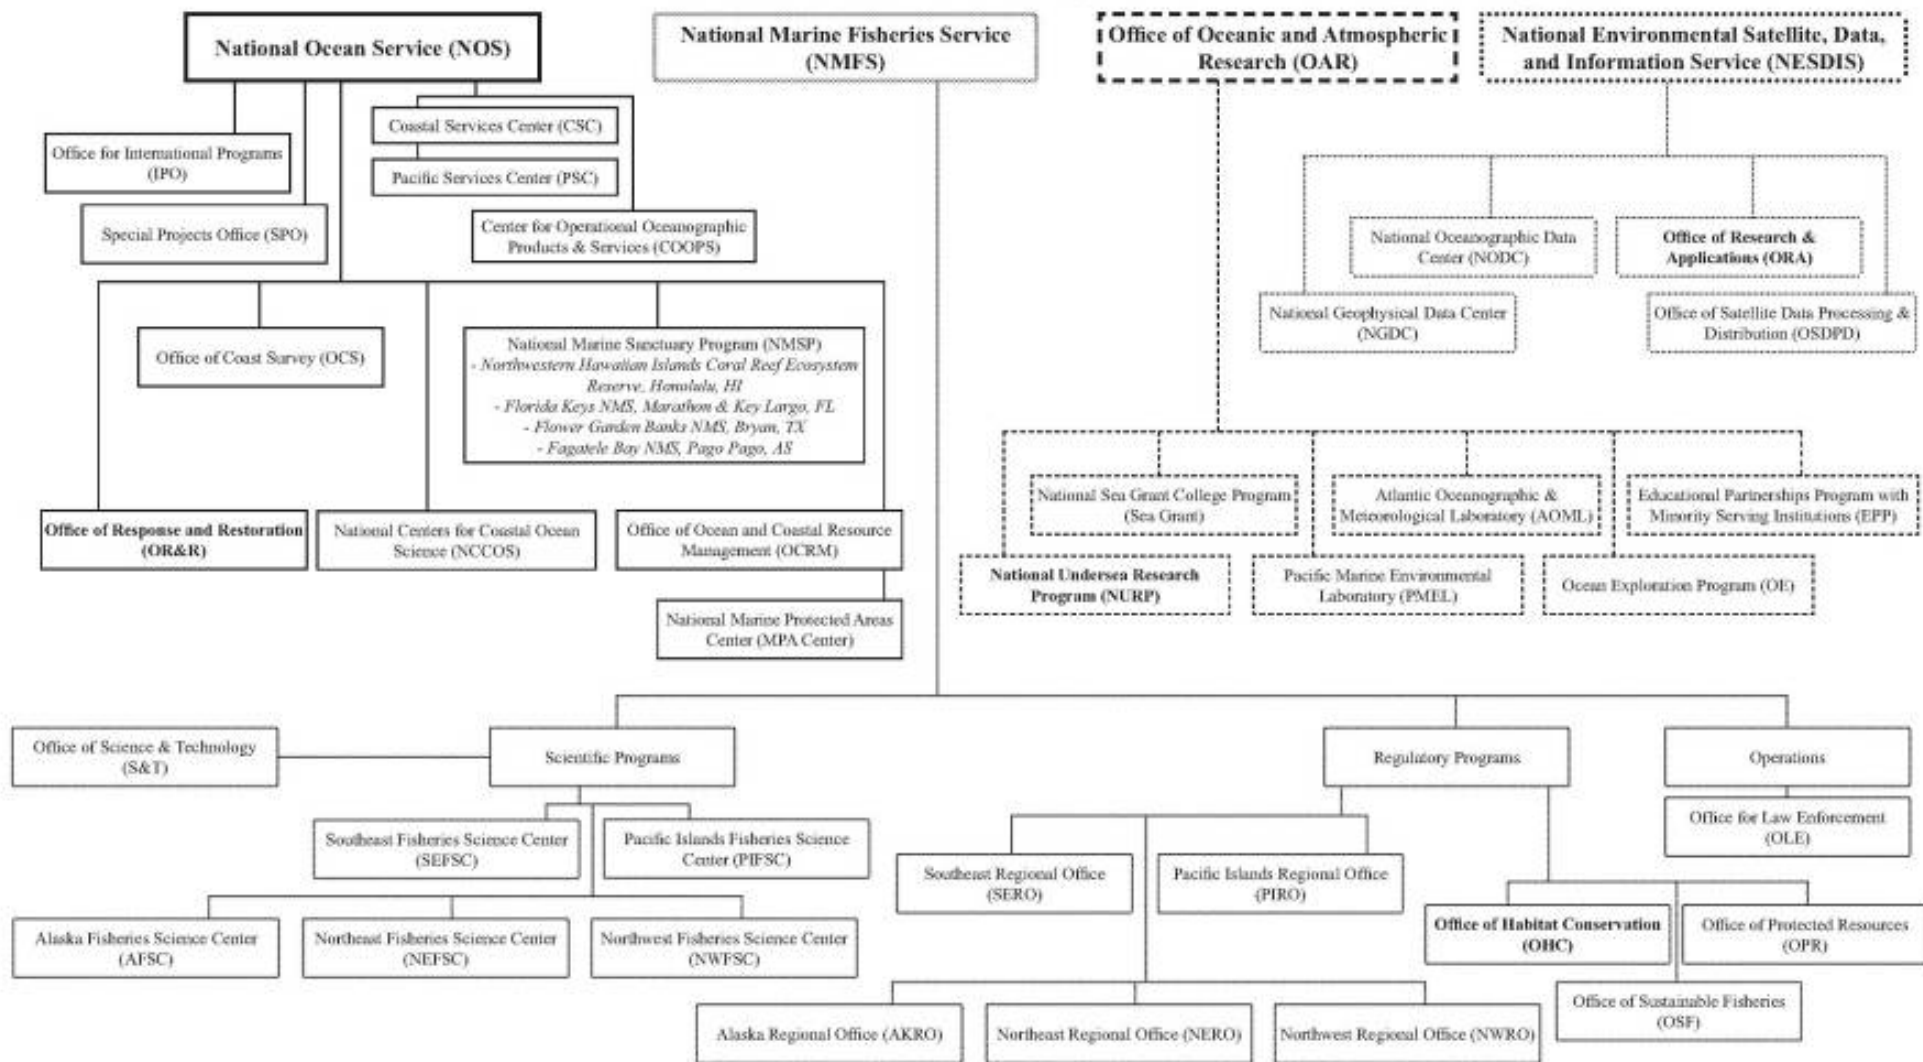 National Ocean Service (NOS)
National Marine Fisheries Service
(NMFS)
Office of Oceanic and Atmospheric
Research (OAR)
National Environmental Satellite, Data,
and Information Service (NESDIS)
Office for International Programs
(IPO)
Coastal Services Center (CSC)
Pacific Services Center (PSC)
Special Projects Office (SPO)
Center for Operational Oceanographic
Products & Services (COOPS)
National Oceanographic Data
Center (NODC)
Office of Research &
Applications (ORA)
National Geophysical Data Center
(NGDC)
Office of Satellite Data Processing &
Distribution (OSDPD)
Office of Coast Survey (OCS)
National Marine Sanctuary Program (NMSP)
- Northwestern Hawaiian Islands Coral Reef Ecosystem
Reserve, Honolulu, HI
- Florida Keys NMS, Marathon & Key Largo, FL
- Flower Garden Banks NMS, Bryan, TX
- Fagatele Bay NMS, Pago Pago, AS
Office of Response and Restoration
(OR&R)
National Centers for Coastal Ocean
Science (NCCOS)
Office of Ocean and Coastal Resource
Management (OCRM)
National Marine Protected Areas
Center (MPA Center)
National Sea Grant College Program
(Sea Grant)
Atlantic Oceanographic &
Meteorological Laboratory (AOML)
Educational Partnerships Program with
Minority Serving Institutions (EPP)
National Undersea Research
Program (NURP)
Pacific Marine Environmental
Laboratory (PMEL)
Ocean Exploration Program (OE)
Office of Science & Technology
(S&T)
Scientific Programs
Regulatory Programs
Operations
Southeast Fisheries Science Center
(SEFSC)
Pacific Islands Fisheries Science
Center (PIFSC)
Office for Law Enforcement
(OLE)
Southeast Regional Office
(SERO)
Pacific Islands Regional Office
(PIRO)
Alaska Fisheries Science Center
(AFSC)
Northeast Fisheries Science Center
(NEFSC)
Northwest Fisheries Science Center
(NWFSC)
Office of Habitat Conservation
(OHC)
Office of Protected Resources
(OPR)
Office of Sustainable Fisheries
(OSF)
Alaska Regional Office (AKRO)
Northeast Regional Office (NERO)
Northwest Regional Office (NWRO)